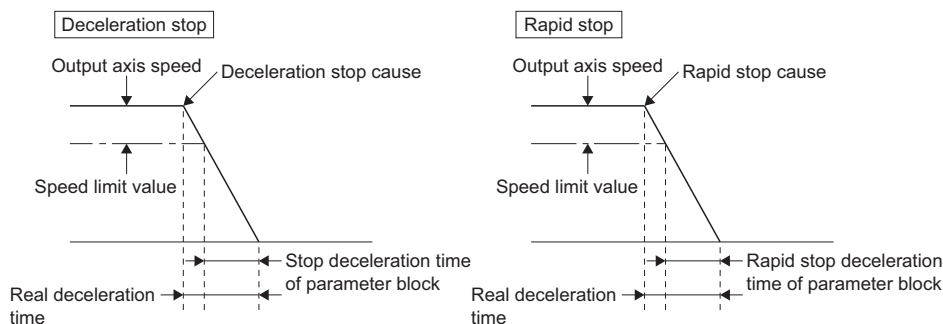 Deceleration stop
Output axis speed
Deceleration stop cause
Speed limit value
Stop deceleration time
of parameter block
Real deceleration
time
Rapid stop
Output axis speed
Rapid stop cause
Speed limit value
Rapid stop deceleration
time of parameter block
Real deceleration
time